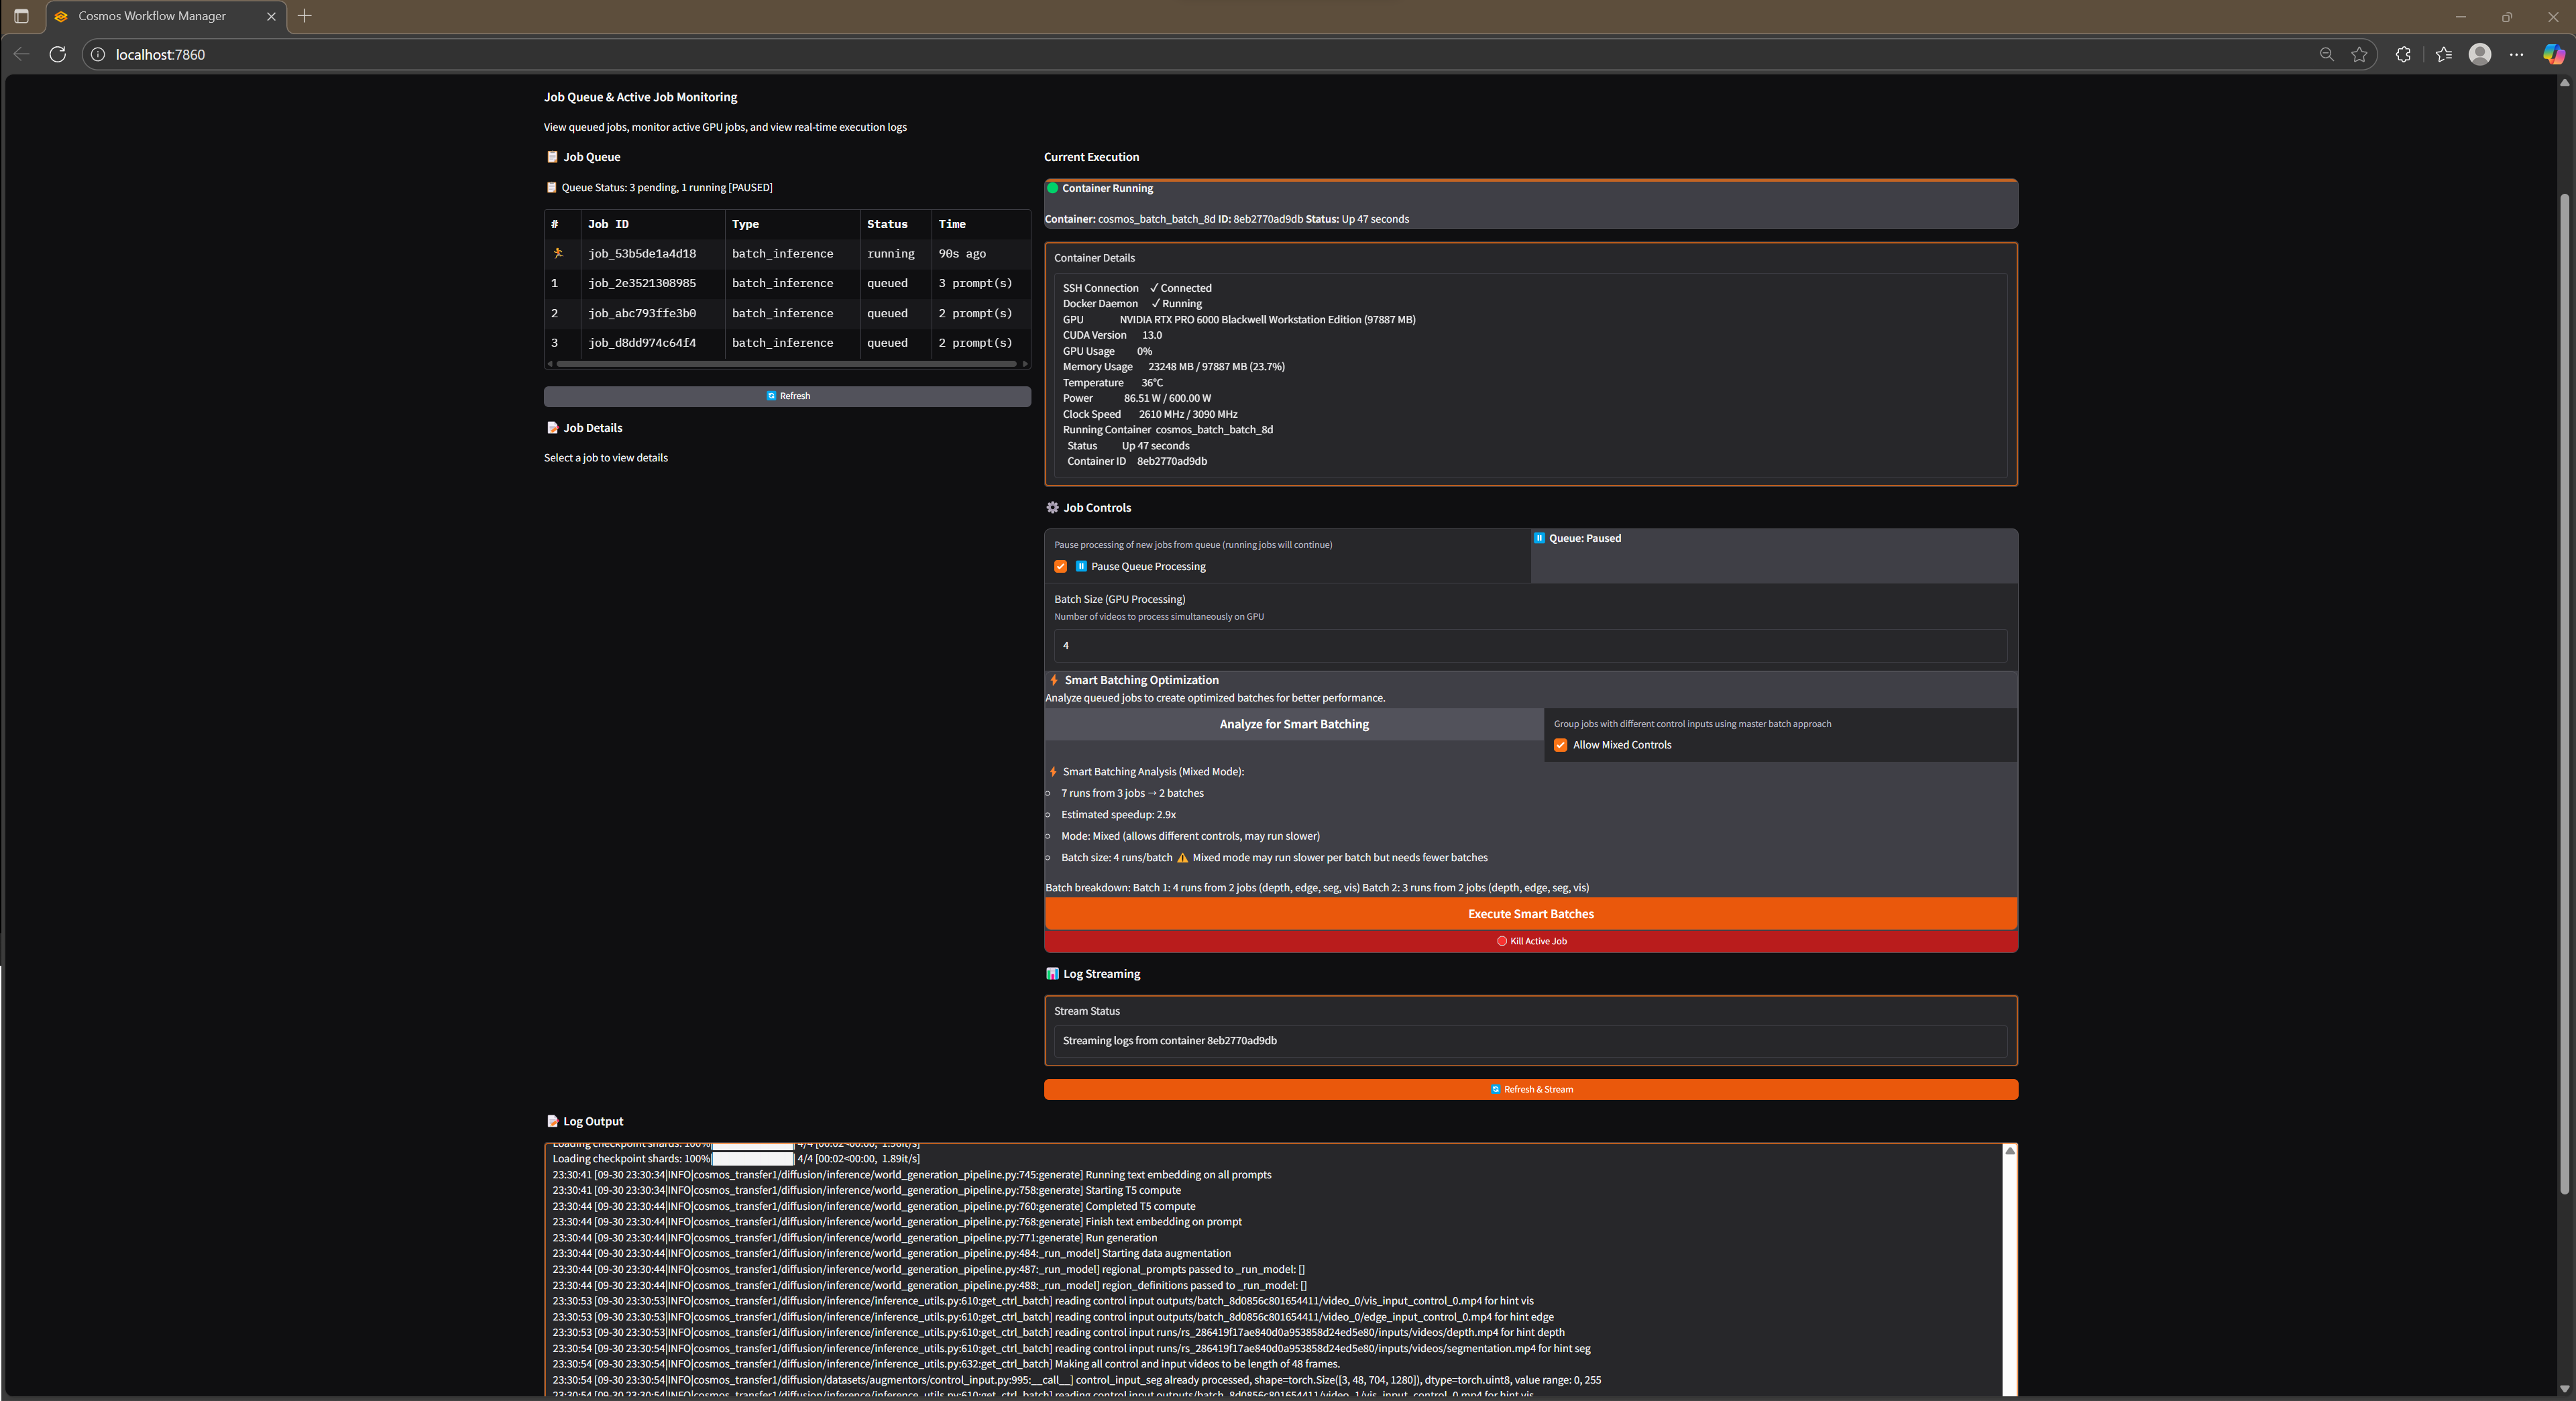 Cosmos Workflow Manager
localhost:7860
Job Queue & Active Job Monitoring
View queued jobs, monitor active GPU jobs, and view real-time execution logs
📋 Job Queue
📋 Queue Status: 3 pending, 1 running [PAUSED]
# Job ID Type Status Time
🏃 job_53b5de1a4d18 batch_inference running 90s ago
1 job_2e3521308985 batch_inference queued 3 prompt(s)
2 job_abc793ffe3b0 batch_inference queued 2 prompt(s)
3 job_d8dd974c64f4 batch_inference queued 2 prompt(s)
Refresh
📝 Job Details
Select a job to view details
Current Execution
Container Running
Container: cosmos_batch_batch_8d ID: 8eb2770ad9db Status: Up 47 seconds
Container Details
SSH Connection ✓ Connected
Docker Daemon ✓ Running
GPU NVIDIA RTX PRO 6000 Blackwell Workstation Edition (97887 MB)
CUDA Version 13.0
GPU Usage 0%
Memory Usage 23248 MB / 97887 MB (23.7%)
Temperature 36°C
Power 86.51 W / 600.00 W
Clock Speed 2610 MHz / 3090 MHz
Running Container cosmos_batch_batch_8d
Status Up 47 seconds
Container ID 8eb2770ad9db
⚙️ Job Controls
Pause processing of new jobs from queue (running jobs will continue)
⏸️ Pause Queue Processing
⏸️ Queue: Paused
Batch Size (GPU Processing)
Number of videos to process simultaneously on GPU
4
⚡ Smart Batching Optimization
Analyze queued jobs to create optimized batches for better performance.
Analyze for Smart Batching
Group jobs with different control inputs using master batch approach
Allow Mixed Controls
⚡ Smart Batching Analysis (Mixed Mode):
7 runs from 3 jobs → 2 batches
Estimated speedup: 2.9x
Mode: Mixed (allows different controls, may run slower)
Batch size: 4 runs/batch ⚠️ Mixed mode may run slower per batch but needs fewer batches
Batch breakdown: Batch 1: 4 runs from 2 jobs (depth, edge, seg, vis) Batch 2: 3 runs from 2 jobs (depth, edge, seg, vis)
Execute Smart Batches
Kill Active Job
📊 Log Streaming
Stream Status
Streaming logs from container 8eb2770ad9db
Refresh & Stream
📝 Log Output
Loading checkpoint shards: 100%| | 4/4 [00:02<00:00, 1.89it/s]
23:30:41 [09-30 23:30:34|INFO|cosmos_transfer1/diffusion/inference/world_generation_pipeline.py:745:generate] Running text embedding on all prompts
23:30:41 [09-30 23:30:34|INFO|cosmos_transfer1/diffusion/inference/world_generation_pipeline.py:758:generate] Starting T5 compute
23:30:44 [09-30 23:30:44|INFO|cosmos_transfer1/diffusion/inference/world_generation_pipeline.py:760:generate] Completed T5 compute
23:30:44 [09-30 23:30:44|INFO|cosmos_transfer1/diffusion/inference/world_generation_pipeline.py:768:generate] Finish text embedding on prompt
23:30:44 [09-30 23:30:44|INFO|cosmos_transfer1/diffusion/inference/world_generation_pipeline.py:771:generate] Run generation
23:30:44 [09-30 23:30:44|INFO|cosmos_transfer1/diffusion/inference/world_generation_pipeline.py:484:_run_model] Starting data augmentation
23:30:44 [09-30 23:30:44|INFO|cosmos_transfer1/diffusion/inference/world_generation_pipeline.py:487:_run_model] regional_prompts passed to _run_model: []
23:30:44 [09-30 23:30:44|INFO|cosmos_transfer1/diffusion/inference/world_generation_pipeline.py:488:_run_model] region_definitions passed to _run_model: []
23:30:53 [09-30 23:30:53|INFO|cosmos_transfer1/diffusion/inference/inference_utils.py:610:get_ctrl_batch] reading control input outputs/batch_8d0856c801654411/video_0/vis_input_control_0.mp4 for hint vis
23:30:53 [09-30 23:30:53|INFO|cosmos_transfer1/diffusion/inference/inference_utils.py:610:get_ctrl_batch] reading control input outputs/batch_8d0856c801654411/video_0/edge_input_control_0.mp4 for hint edge
23:30:53 [09-30 23:30:53|INFO|cosmos_transfer1/diffusion/inference/inference_utils.py:610:get_ctrl_batch] reading control input runs/rs_286419f17ae840d0a953858d24ed5e80/inputs/videos/depth.mp4 for hint depth
23:30:54 [09-30 23:30:54|INFO|cosmos_transfer1/diffusion/inference/inference_utils.py:610:get_ctrl_batch] reading control input runs/rs_286419f17ae840d0a953858d24ed5e80/inputs/videos/segmentation.mp4 for hint seg
23:30:54 [09-30 23:30:54|INFO|cosmos_transfer1/diffusion/inference/inference_utils.py:632:get_ctrl_batch] Making all control and input videos to be length of 48 frames.
23:30:54 [09-30 23:30:54|INFO|cosmos_transfer1/diffusion/datasets/augmentors/control_input.py:995:__call__] control_input_seg already processed, shape=torch.Size([3, 48, 704, 1280]), dtype=torch.uint8, value range: 0, 255